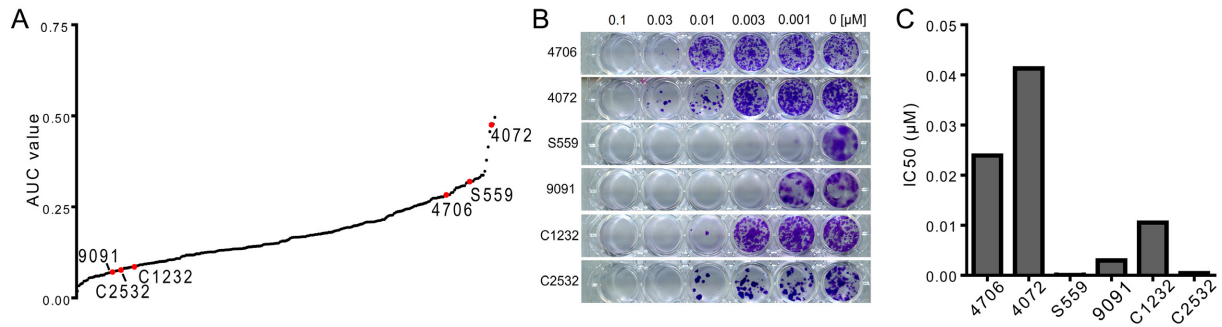 A
AUC value
0.75
0.50
0.25
0.00
9091
C2532
C1232
4706
S559
4072
B
0.1 0.03 0.01 0.003 0.001 0 [μM]
4706
4072
S559
9091
C1232
C2532
C
IC50 (μM)
0.05
0.04
0.03
0.02
0.01
0.00
4706 4072 S559 9091 C1232 C2532